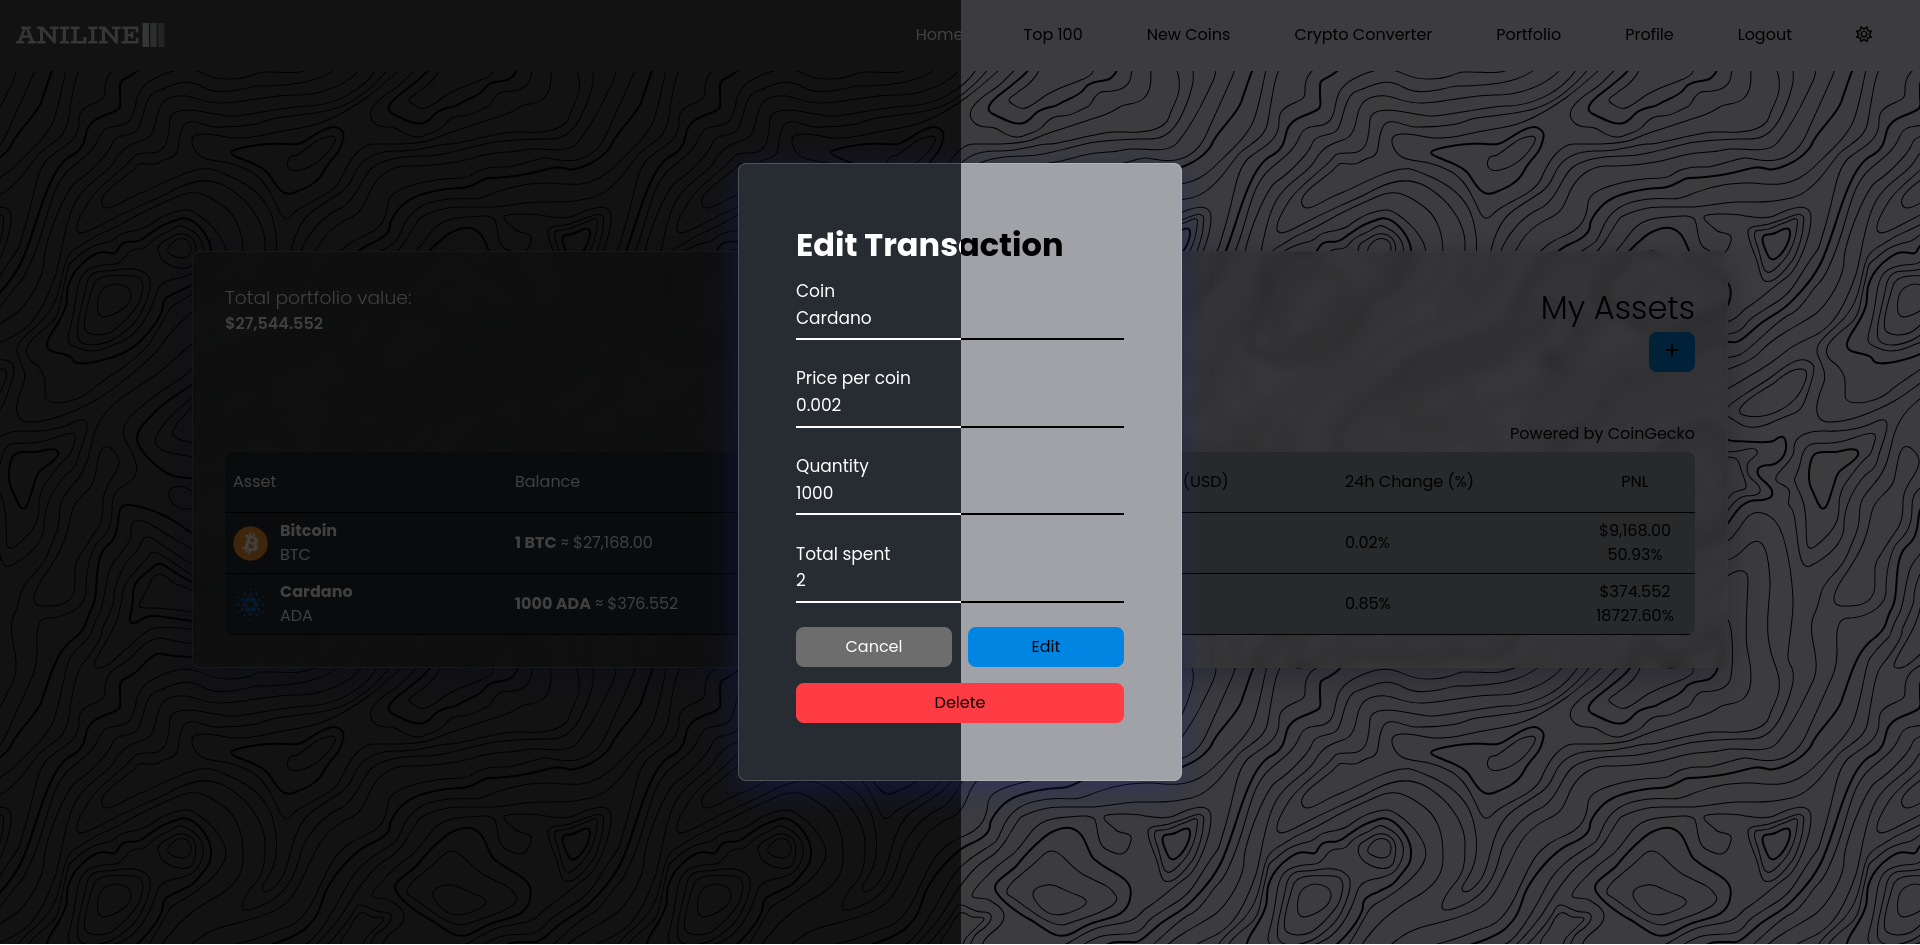 ANILINE
Home Top 100 New Coins Crypto Converter Portfolio Profile Logout
Total portfolio value:
$27,544.552
My Assets
+
Powered by CoinGecko
Asset Balance (USD) 24h Change (%) PNL
Bitcoin
BTC
1 BTC ≈ $27,168.00
0.02%
$9,168.00
50.93%
Cardano
ADA
1000 ADA ≈ $376.552
0.85%
$374.552
18727.60%
Edit Transaction
Coin
Cardano
Price per coin
0.002
Quantity
1000
Total spent
2
Cancel Edit
Delete